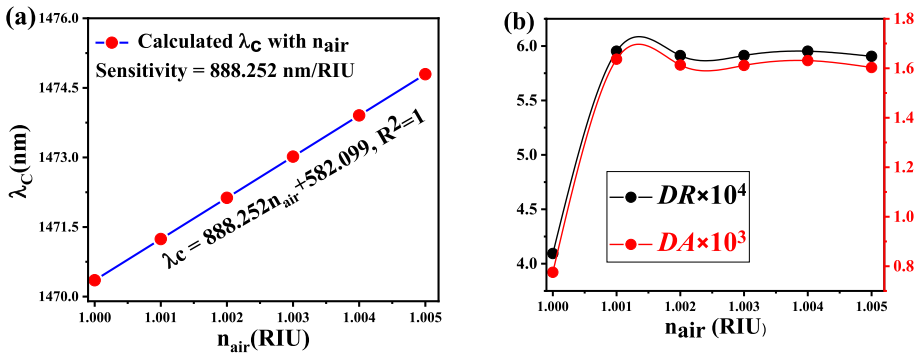 (a)
1476.0
1474.5
1473.0
1471.5
1470.0
λC(nm)
Calculated λC with nair
Sensitivity = 888.252 nm/RIU
λc = 888.252nair+582.099, R2=1
1.000 1.001 1.002 1.003 1.004 1.005
nair(RIU)
(b)
6.0
5.5
5.0
4.5
4.0
DR×10⁴
DA×10³
1.8
1.6
1.4
1.2
1.0
0.8
1.000 1.001 1.002 1.003 1.004 1.005
nair (RIU)